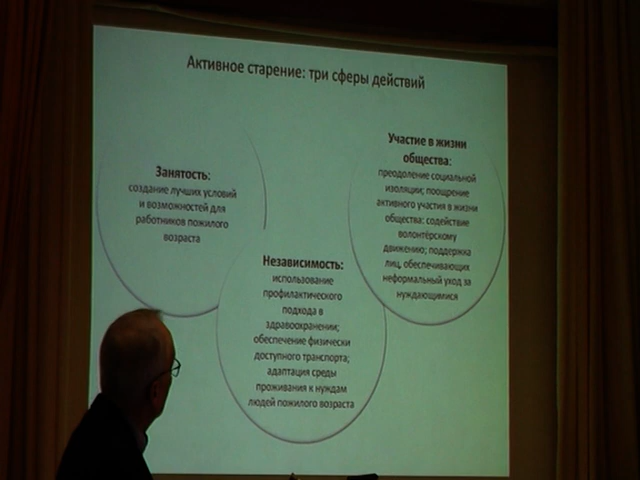 Активное старение: три сферы действий
Занятость:
создание лучших условий
и возможностей для
работников пожилого
возраста
Независимость:
использование
профилактического
подхода в
здравоохранении;
обеспечение физически
доступного транспорта;
адаптация среды
проживания к нуждам
людей пожилого возраста
Участие в жизни
общества:
преодоление социальной
изоляции; поощрение
активного участия в жизни
общества: содействие
волонтёрскому
движению; поддержка
лиц, обеспечивающих
неформальный уход за
нуждающимися